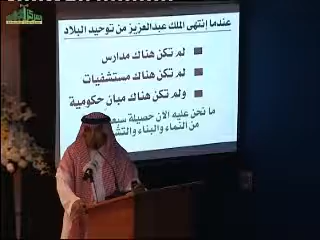 عندما إنتهى الملك عبدالعزيز من توحيد البلاد
لم تكن هناك مدارس
لم تكن هناك مستشفيات
ولم تكن هناك مبان حكومية
ما نحن عليه الآن حصيلة
من النماء والبناء